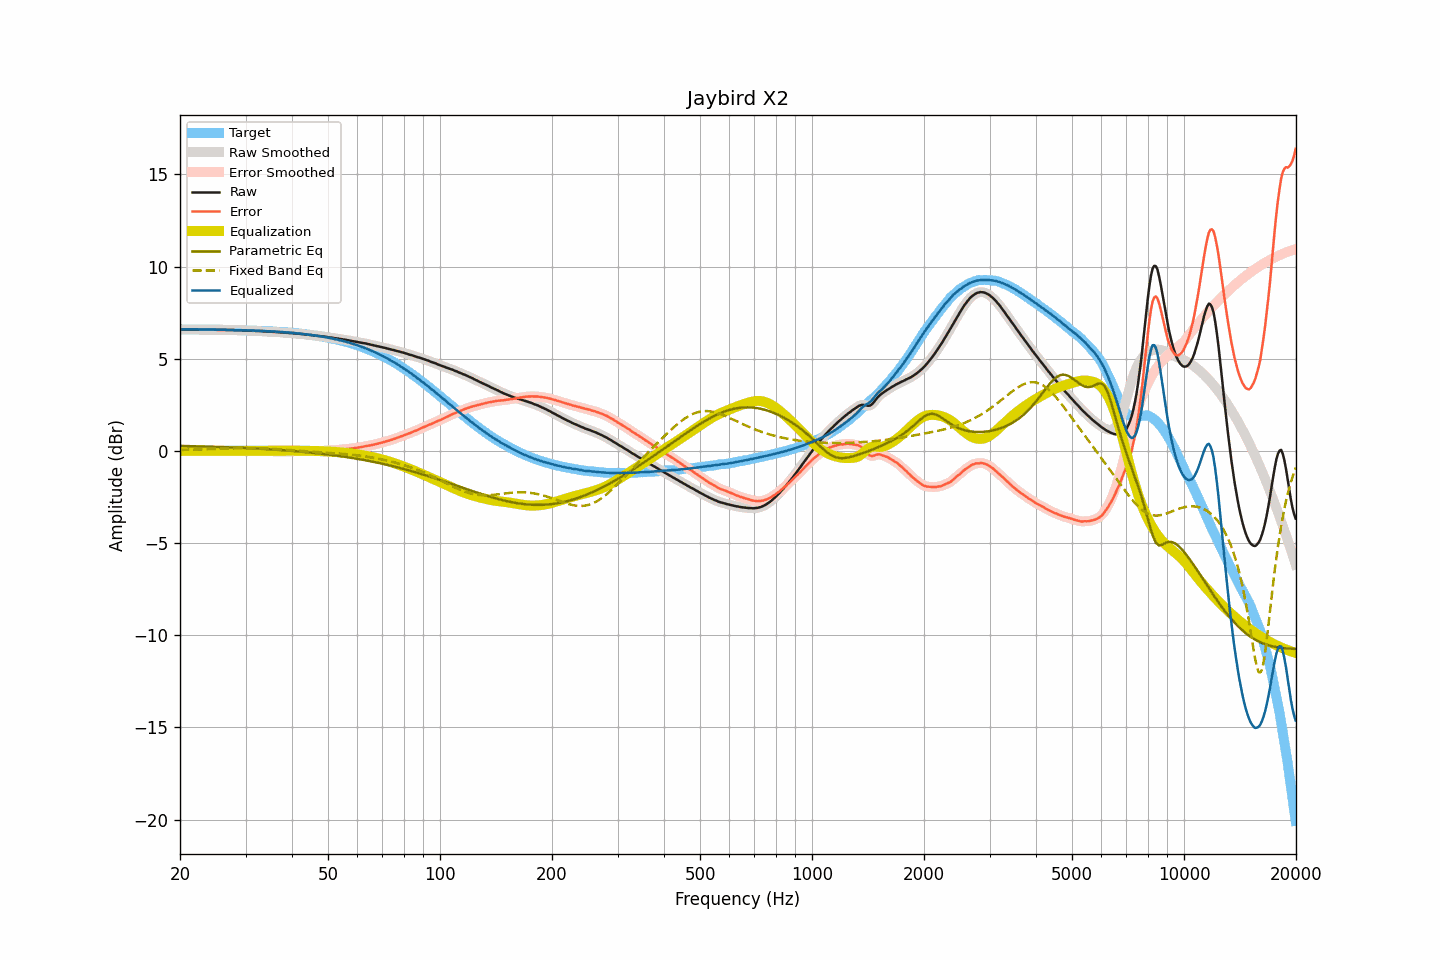 Jaybird X2
Target
Raw Smoothed
Error Smoothed
Raw
Error
Equalization
Parametric Eq
Fixed Band Eq
Equalized
15
10
5
0
−5
−10
−15
−20
Amplitude (dBr)
20 50 100 200 500 1000 2000 5000 10000 20000
Frequency (Hz)